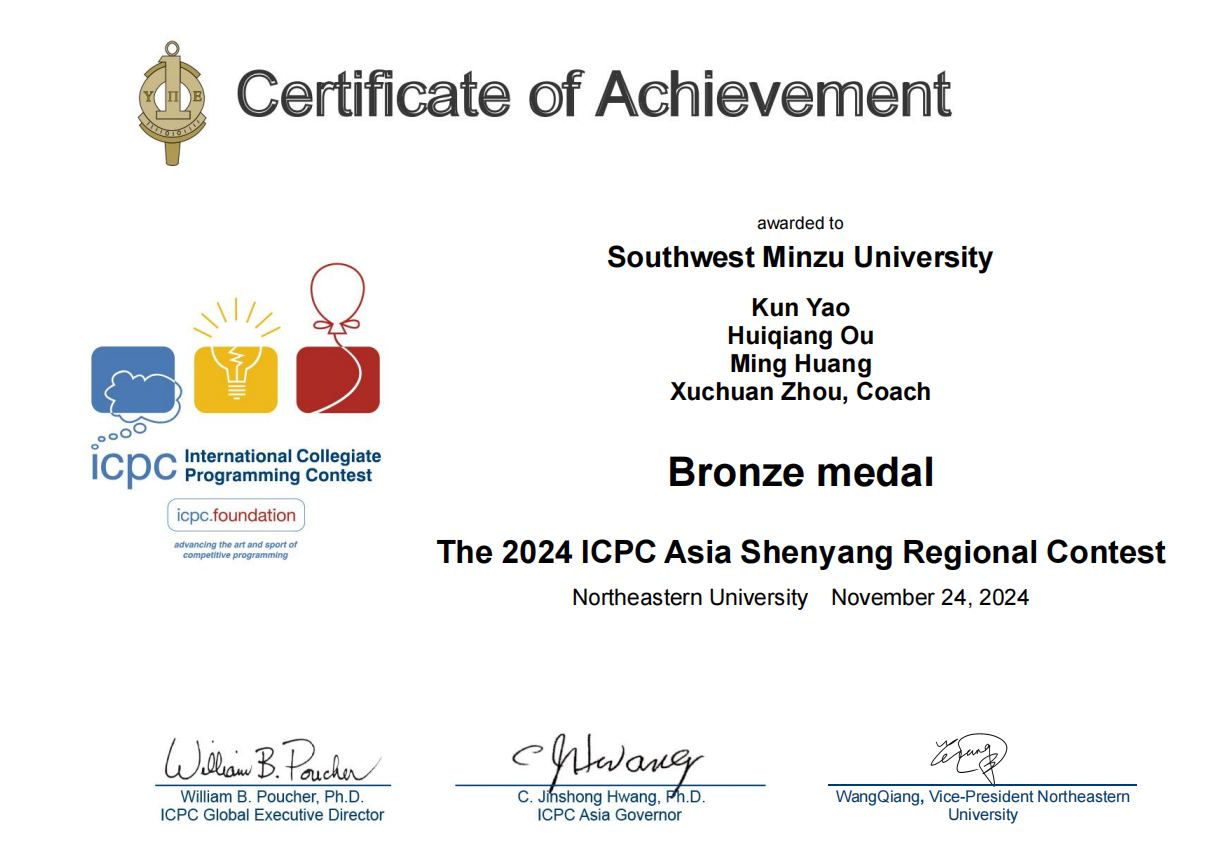 Certificate of Achievement
Υ Π Ε
awarded to
Southwest Minzu University
Kun Yao
Huiqiang Ou
Ming Huang
Xuchuan Zhou, Coach
Bronze medal
The 2024 ICPC Asia Shenyang Regional Contest
Northeastern University November 24, 2024
icpc International Collegiate
Programming Contest
icpc.foundation
advancing the art and sport of
competitive programming
William B. Poucher
William B. Poucher, Ph.D.
ICPC Global Executive Director
C J Hwang
C. Jinshong Hwang, Ph.D.
ICPC Asia Governor
WangQiang, Vice-President Northeastern
University